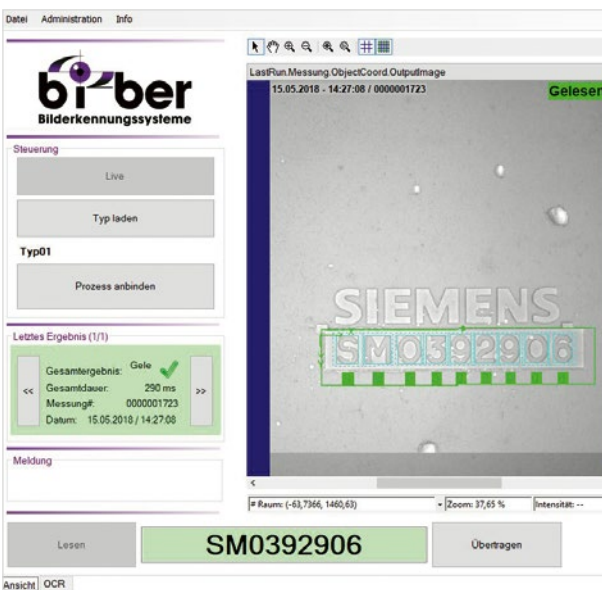 Datei Administration Info
bi-ber
Bilderkennungssysteme
Steuerung
Live
Typ laden
Typ01
Prozess anbinden
Letztes Ergebnis (1/1)
<<
Gesamtergebnis: Gele
Gesamtdauer: 290 ms
Messung#: 0000001723
Datum: 15.05.2018 / 14:27:08
>>
Meldung
LastRun.Messung.ObjectCoord.OutputImage
15.05.2018 - 14:27:08 / 0000001723
Gelesen
SIEMENS
SM0392906
# Raum: (-63,7366, 1460,63) Zoom: 37,65 % Intensität: --
Lesen
SM0392906
Übertragen
Ansicht OCR